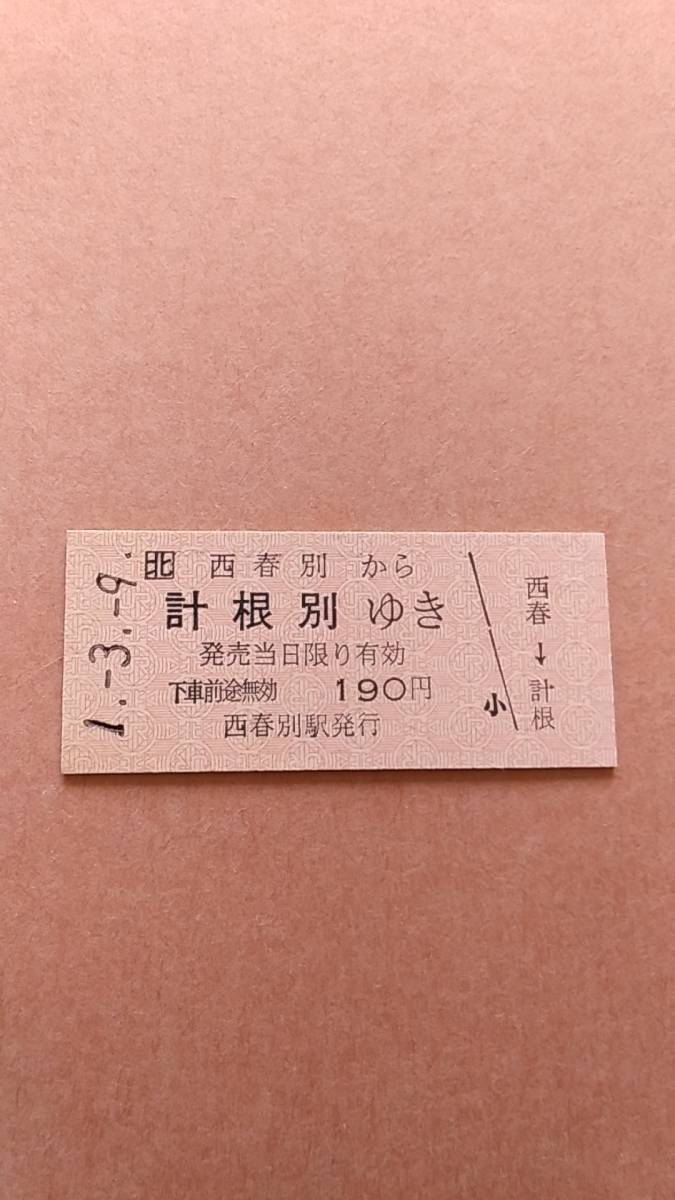 1.-3.-9.
北 西春別 から
計根別 ゆき
発売当日限り有効
下車前途無効 190円
西春別駅発行
小
西春
↓
計根